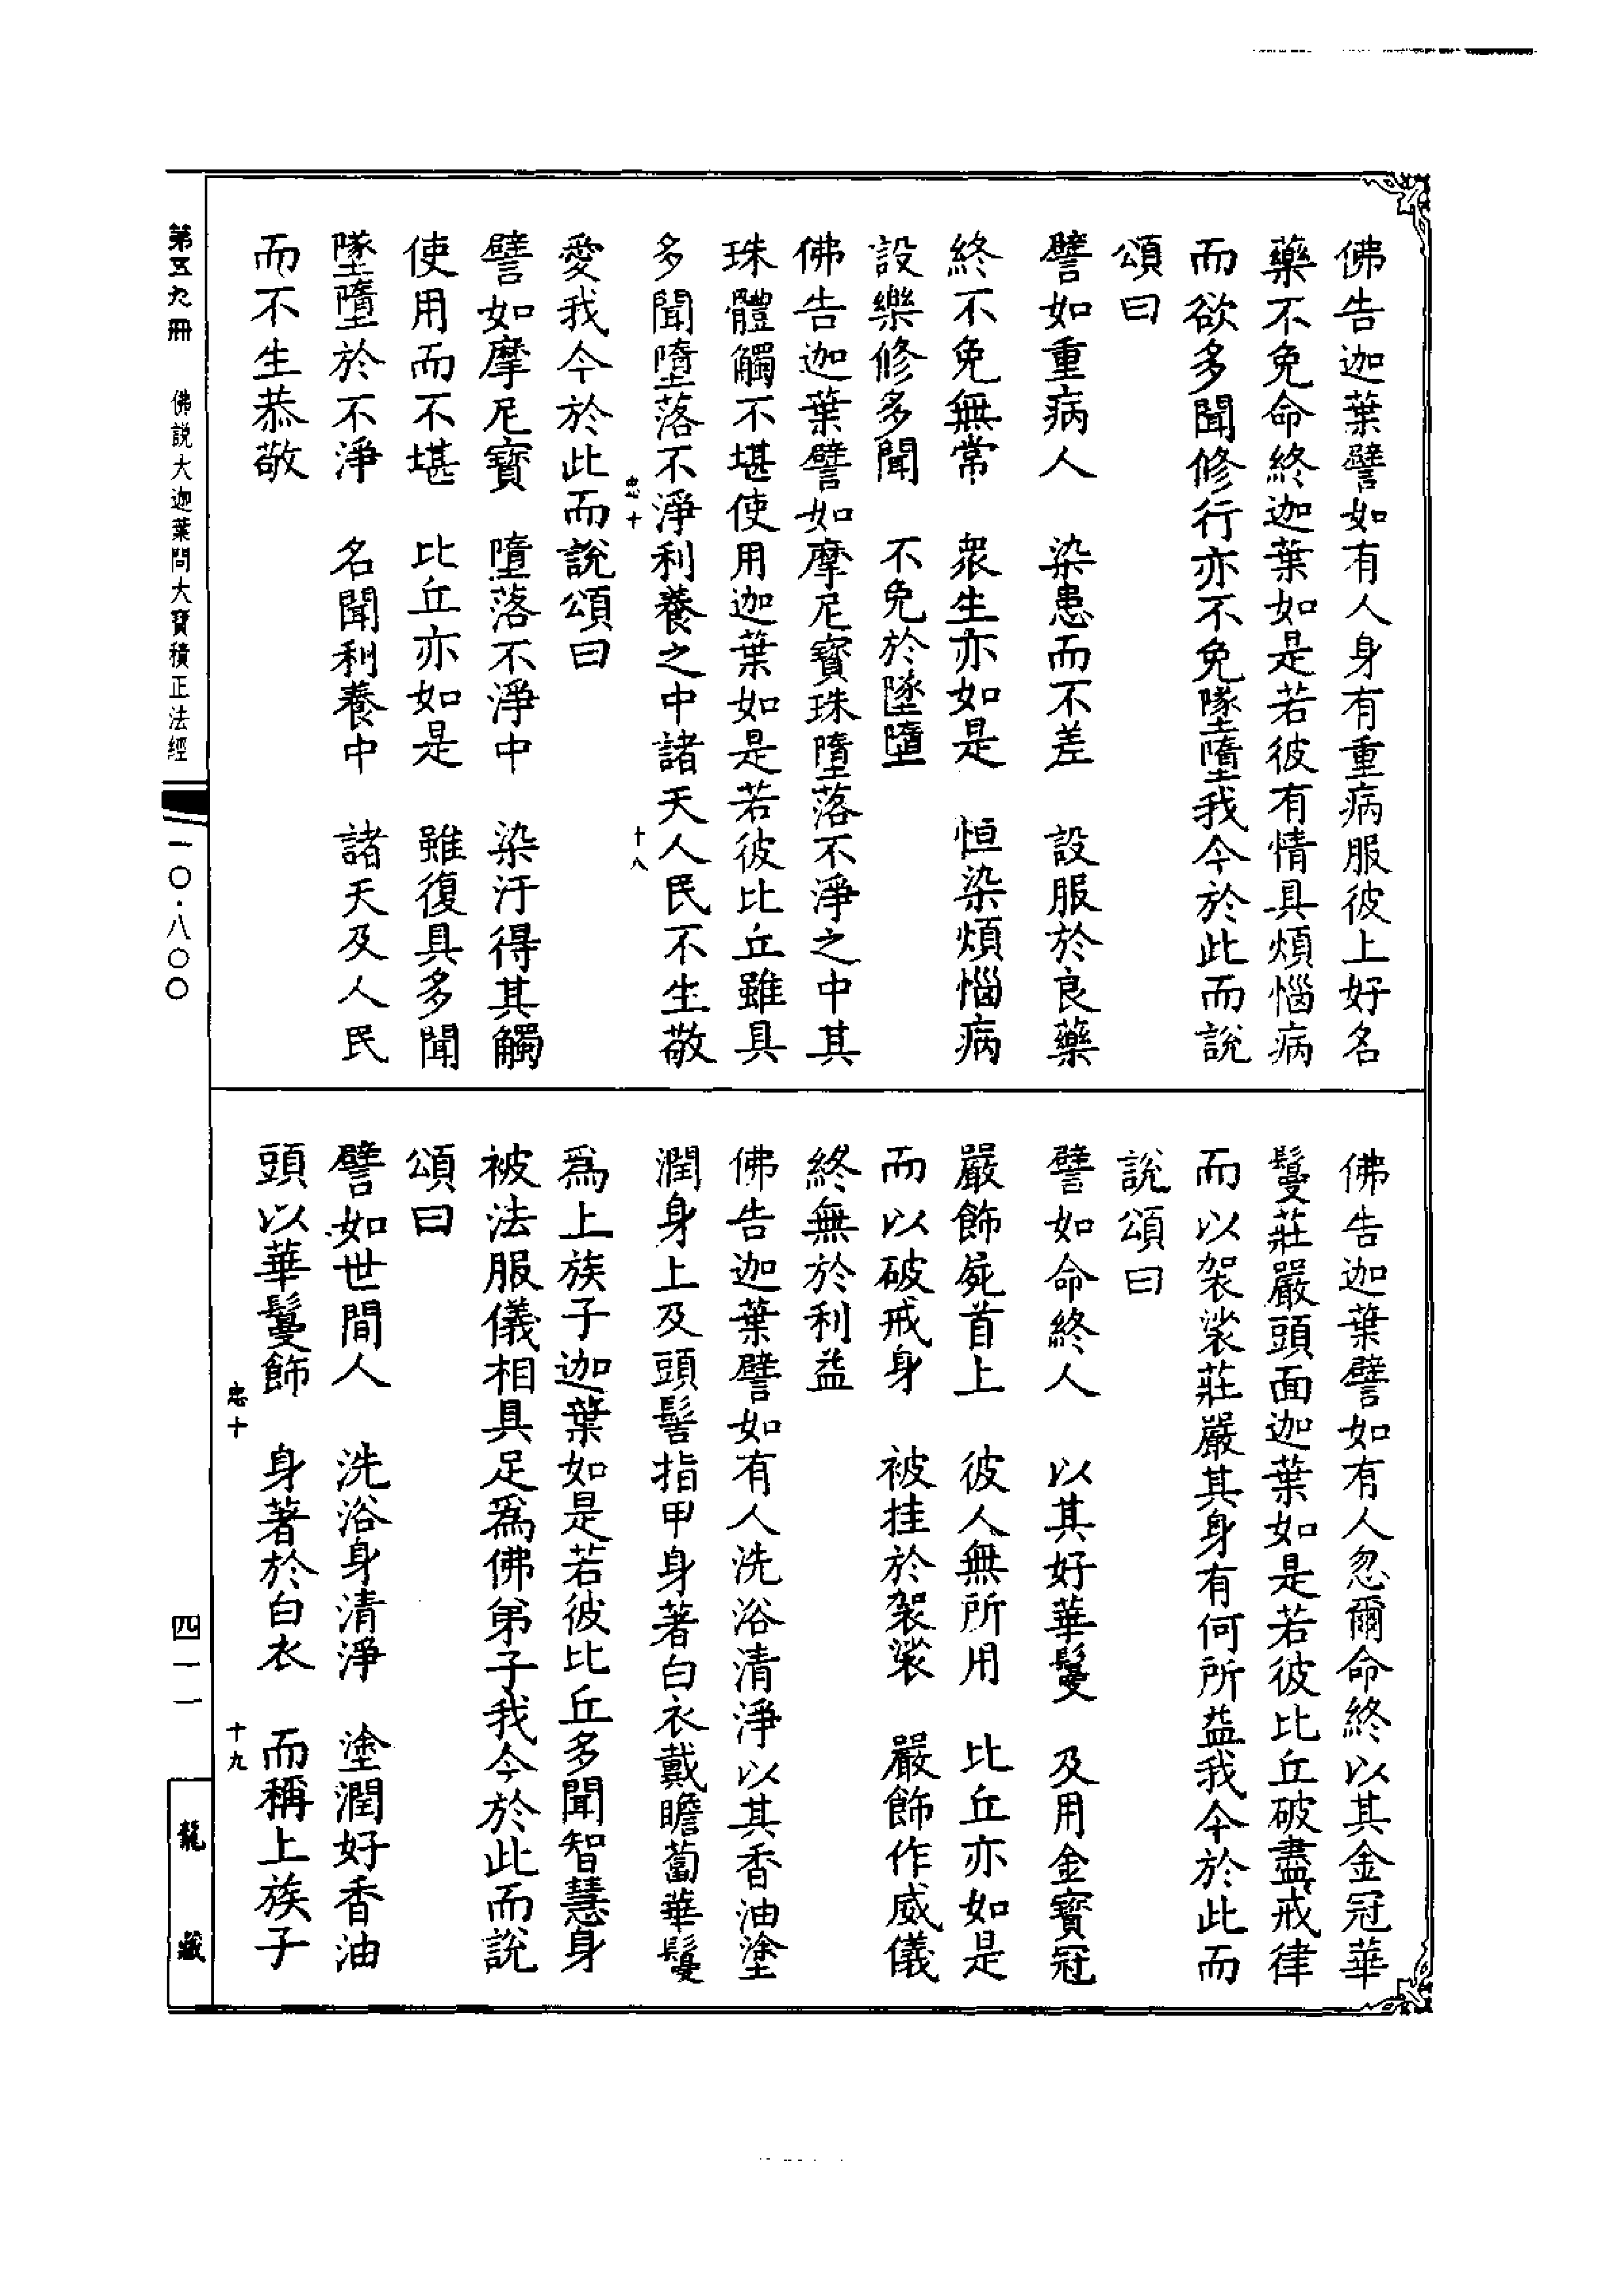 佛告迦葉譬如有人身有重病服彼上好名
藥不免命終迦葉如是若彼有情具煩惱病
而欲多聞修行亦不免墜墮我今於此而說
頌曰
譬如重病人　染患而不差　設服於良藥
終不免無常　衆生亦如是　恒染煩惱病
設樂修多聞　不免於墜墮
佛告迦葉譬如摩尼寶珠墮落不淨之中其
珠體觸不堪使用迦葉如是若彼比丘雖具
多聞墮落不淨利養之中諸天人民不生敬
忠十　十八
愛我今於此而說頌曰
譬如摩尼寶　墮落不淨中　染汙得其觸
使用而不堪　比丘亦如是　雖復具多聞
墜墮於不淨　名聞利養中　諸天及人民
而不生恭敬
佛告迦葉譬如有人忽爾命終以其金冠華
鬘莊嚴頭面迦葉如是若彼比丘破盡戒律
而以袈裟莊嚴其身有何所益我今於此而
說頌曰
譬如命終人　以其好華鬘　及用金寶冠
嚴飾屍首上　彼人無所用　比丘亦如是
而以破戒身　被挂於袈裟　嚴飾作威儀
終無於利益
佛告迦葉譬如有人洗浴清淨以其香油塗
潤身上及頭髻指甲身著白衣戴瞻蔔華鬘
爲上族子迦葉如是若彼比丘多聞智慧身
被法服儀相具足爲佛弟子我今於此而說
頌曰
譬如世間人　洗浴身清淨　塗潤好香油
頭以華鬘飾　身著於白衣　而稱上族子
忠十　十九
第五九冊　佛說大迦葉問大寶積正法經　一〇·八〇〇
四一一
龍藏